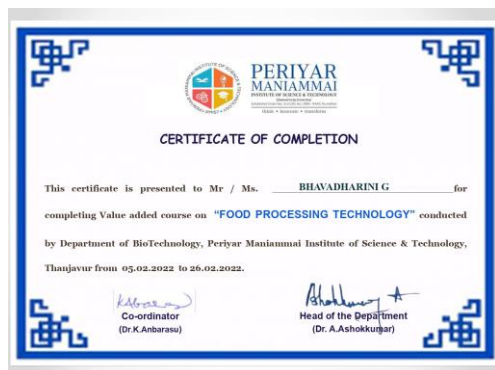 PERIYAR
MANIAMMAI
INSTITUTE OF SCIENCE & TECHNOLOGY
CERTIFICATE OF COMPLETION
This certificate is presented to Mr / Ms. BHAVADHARINI G for
completing Value added course on "FOOD PROCESSING TECHNOLOGY" conducted
by Department of BioTechnology, Periyar Maniammai Institute of Science & Technology,
Thanjavur from 05.02.2022 to 26.02.2022.
Co-ordinator
(Dr.K.Anbarasu)
Head of the Department
(Dr. A.Ashokkumar)